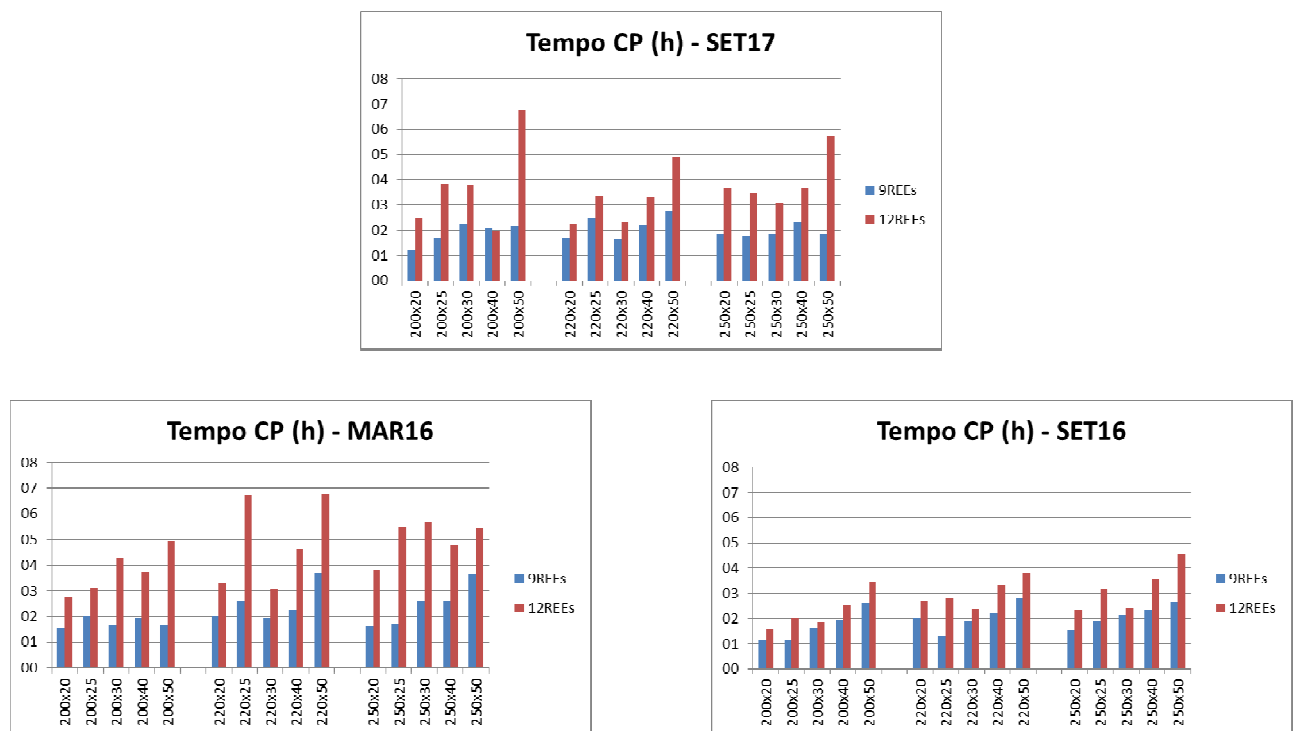 Tempo CP (h) - SET17
08
07
06
05
04
03
02
01
00
200x20
200x25
200x30
200x40
200x50
220x20
220x25
220x30
220x40
220x50
250x20
250x25
250x30
250x40
250x50
9REEs
12REEs
Tempo CP (h) - MAR16
08
07
06
05
04
03
02
01
00
200x20
200x25
200x30
200x40
200x50
220x20
220x25
220x30
220x40
220x50
250x20
250x25
250x30
250x40
250x50
9REEs
12REEs
Tempo CP (h) - SET16
08
07
06
05
04
03
02
01
00
200x20
200x25
200x30
200x40
200x50
220x20
220x25
220x30
220x40
220x50
250x20
250x25
250x30
250x40
250x50
9REEs
12REEs